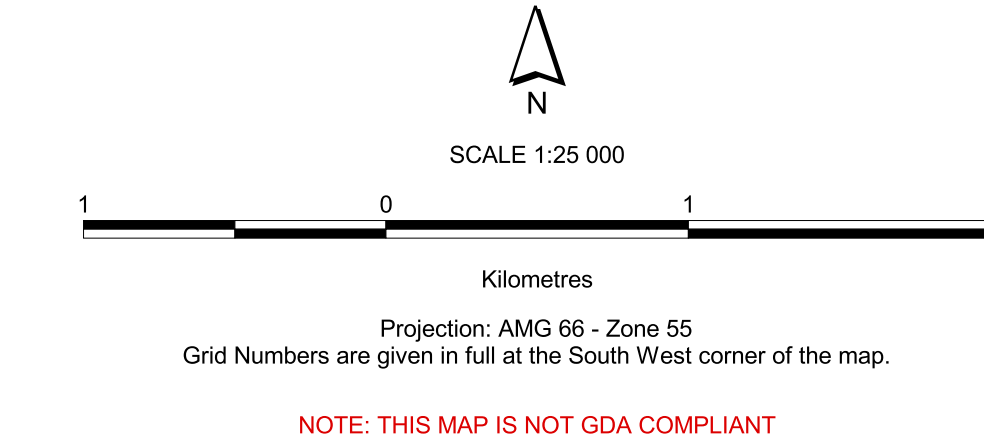 N
SCALE 1:25 000
1 0 1
Kilometres
Projection: AMG 66 - Zone 55
Grid Numbers are given in full at the South West corner of the map.
NOTE: THIS MAP IS NOT GDA COMPLIANT